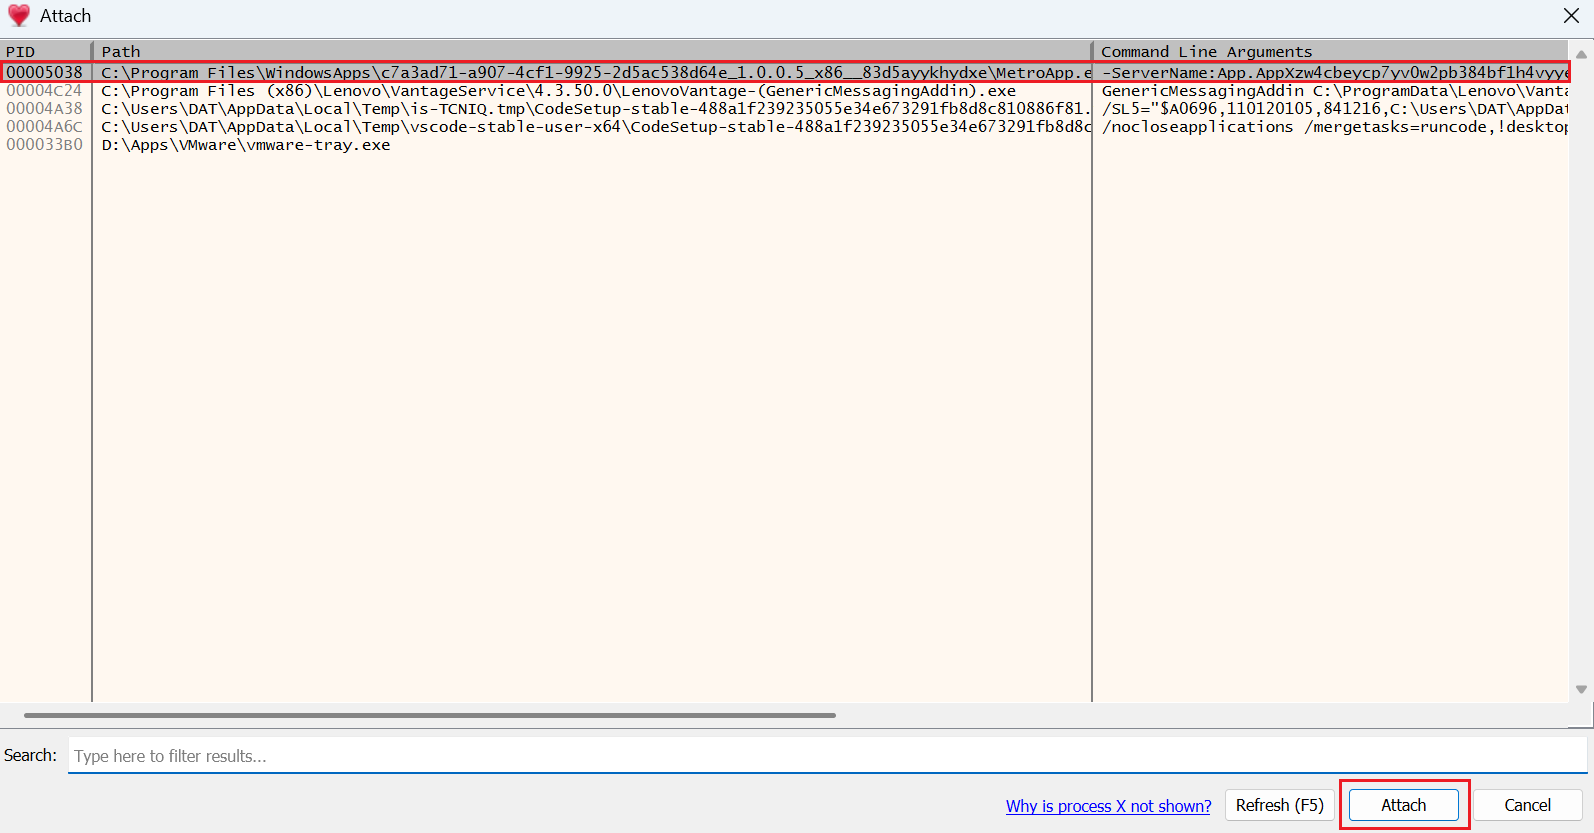 Attach
PID Path Command Line Arguments
00005038 C:\Program Files\WindowsApps\c7a3ad71-a907-4cf1-9925-2d5ac538d64e_1.0.0.5_x86__83d5ayykhydxe\MetroApp.e -ServerName:App.AppXzw4cbeycp7yv0w2pb384bf1h4vyye
00004C24 C:\Program Files (x86)\Lenovo\VantageService\4.3.50.0\LenovoVantage-(GenericMessagingAddin).exe GenericMessagingAddin C:\ProgramData\Lenovo\Vanta
00004A38 C:\Users\DAT\AppData\Local\Temp\is-TCNIQ.tmp\CodeSetup-stable-488a1f239235055e34e673291fb8d8c810886f81. /SL5="$A0696,110120105,841216,C:\Users\DAT\AppDat
00004A6C C:\Users\DAT\AppData\Local\Temp\vscode-stable-user-x64\CodeSetup-stable-488a1f239235055e34e673291fb8d8c /nocloseapplications /mergetasks=runcode,!desktop
000033B0 D:\Apps\VMware\vmware-tray.exe
Search: Type here to filter results...
Why is process X not shown? Refresh (F5) Attach Cancel